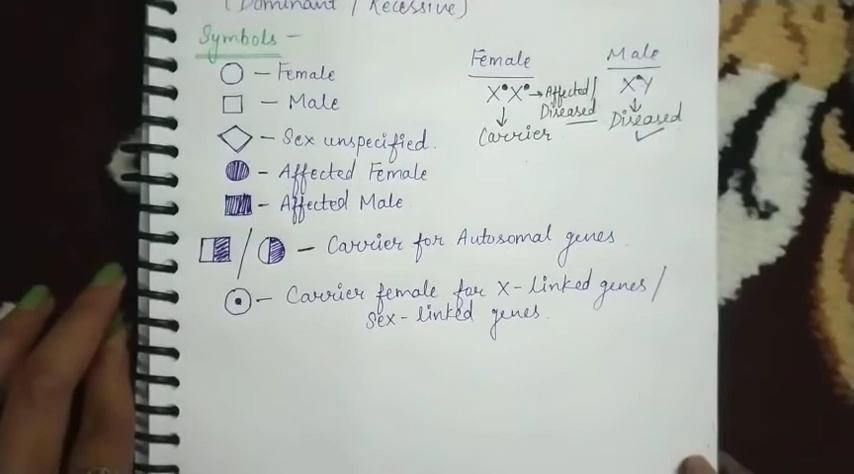 (Dominant / Recessive)
Symbols -
- Female
- Male
- Sex unspecified.
- Affected Female
- Affected Male
/ - Carrier for Autosomal genes.
- Carrier female for X-linked genes /
Sex-linked genes.
Female
X•X• → Affected/
Diseased
↓
Carrier
Male
X•Y
↓
Diseased